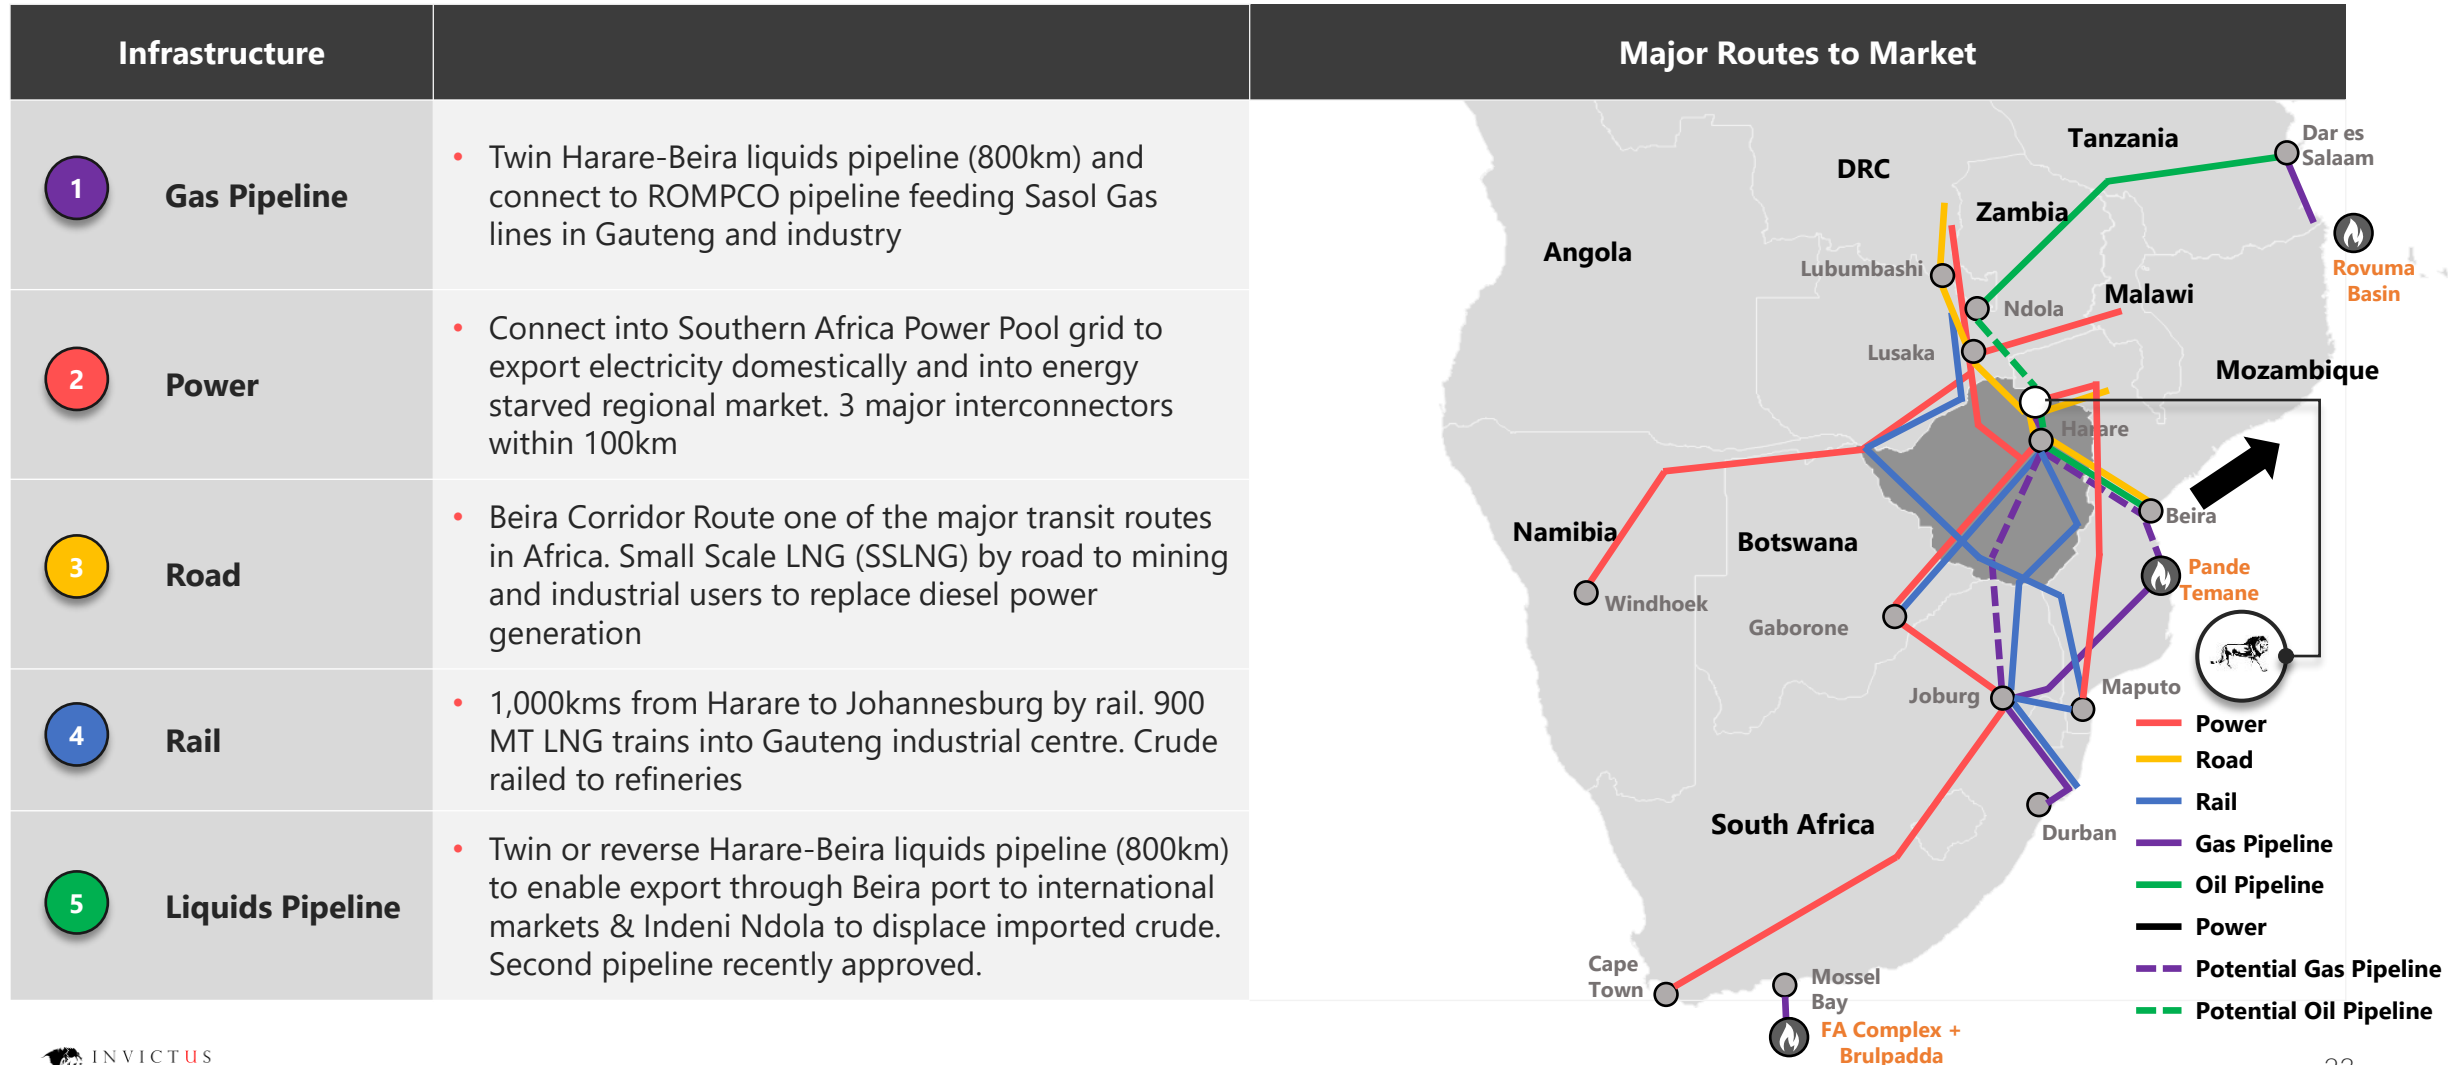 Infrastructure
Major Routes to Market
1
Gas Pipeline
• Twin Harare-Beira liquids pipeline (800km) and
connect to ROMPCO pipeline feeding Sasol Gas
lines in Gauteng and industry
2
Power
• Connect into Southern Africa Power Pool grid to
export electricity domestically and into energy
starved regional market. 3 major interconnectors
within 100km
3
Road
• Beira Corridor Route one of the major transit routes
in Africa. Small Scale LNG (SSLNG) by road to mining
and industrial users to replace diesel power
generation
4
Rail
• 1,000kms from Harare to Johannesburg by rail. 900
MT LNG trains into Gauteng industrial centre. Crude
railed to refineries
5
Liquids Pipeline
• Twin or reverse Harare-Beira liquids pipeline (800km)
to enable export through Beira port to international
markets & Indeni Ndola to displace imported crude.
Second pipeline recently approved.
Dar es
Salaam
Tanzania
DRC
Zambia
Angola
Lubumbashi
Rovuma
Basin
Malawi
Ndola
Lusaka
Mozambique
Harare
Beira
Namibia
Botswana
Pande
Temane
Windhoek
Gaborone
Joburg
Maputo
South Africa
Durban
Cape
Town
Mossel
Bay
FA Complex +
Brulpadda
Power
Road
Rail
Gas Pipeline
Oil Pipeline
Power
Potential Gas Pipeline
Potential Oil Pipeline
INVICTUS